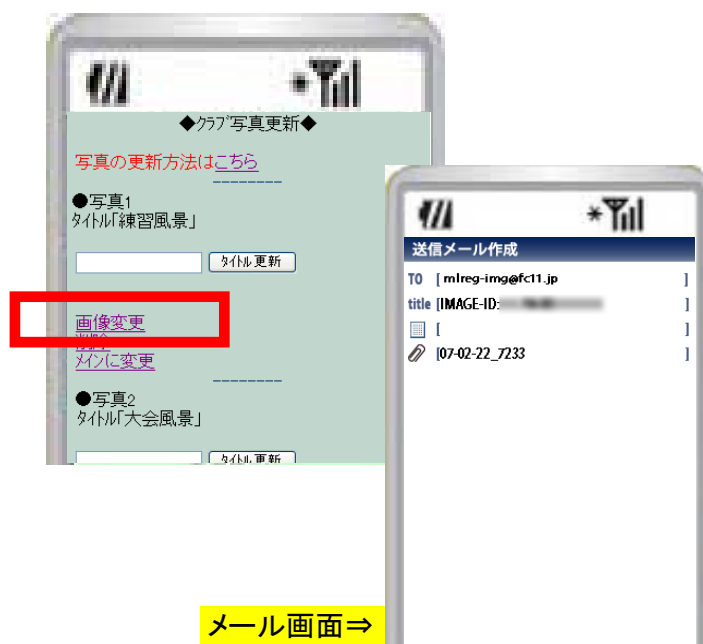 ◆クラブ写真更新◆
写真の更新方法はこちら
--------
●写真1
タイトル「練習風景」
タイトル更新
画像変更
削除
メインに変更
--------
●写真2
タイトル「大会風景」
タイトル更新
送信メール作成
TO [mlreg-img@fc11.jp ]
title [IMAGE-ID: ]
[ ]
[07-02-22_7233 ]
メール画面⇒